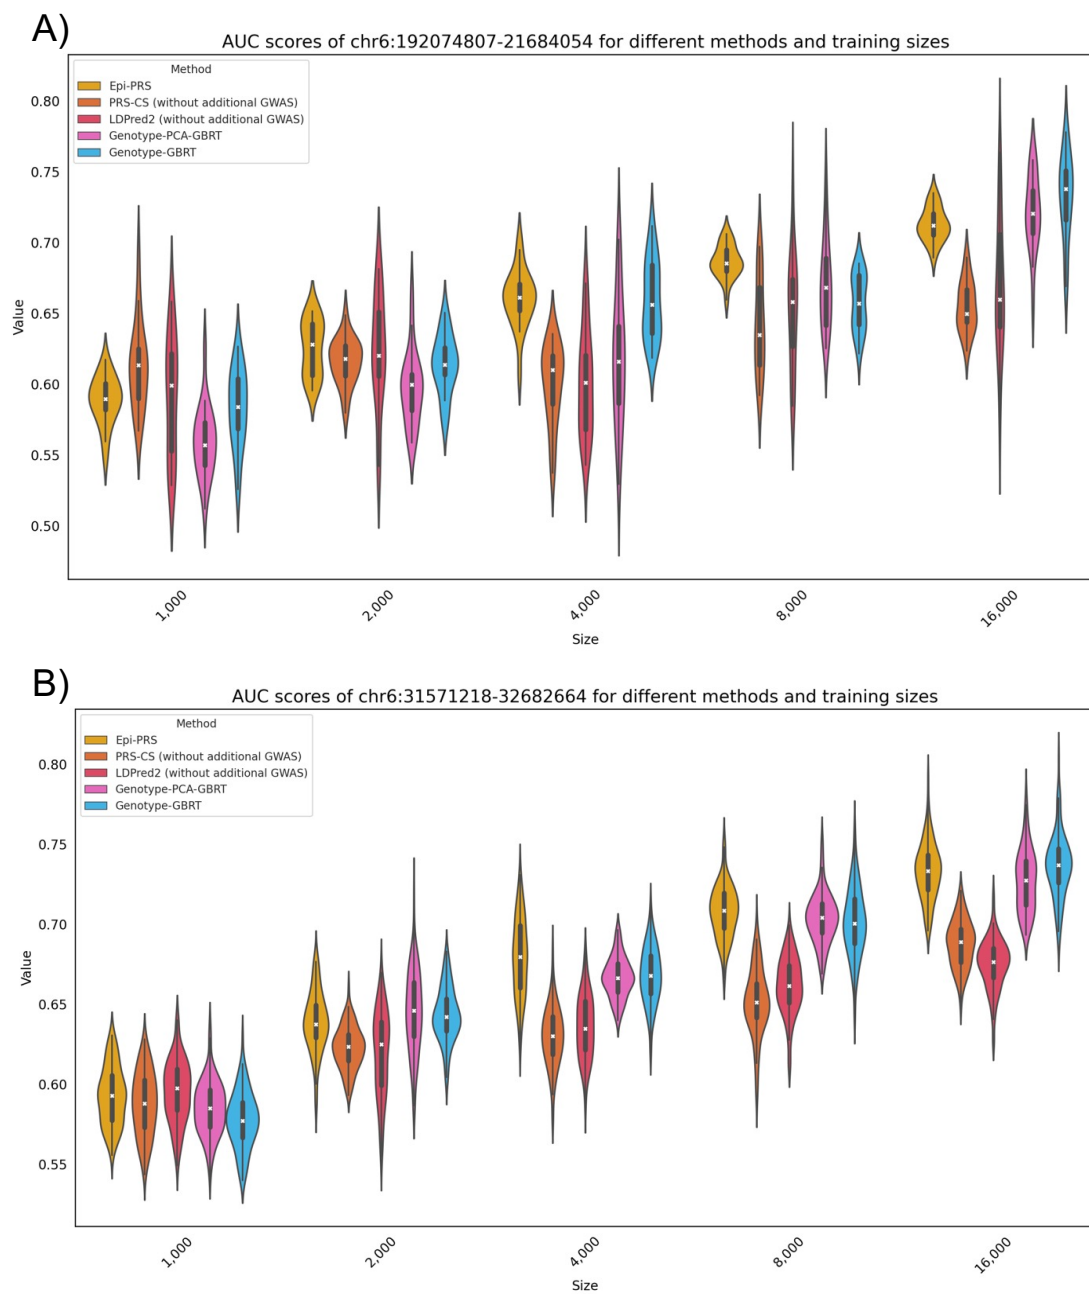 A)
AUC scores of chr6:192074807-21684054 for different methods and training sizes
Method
Epi-PRS
PRS-CS (without additional GWAS)
LDPred2 (without additional GWAS)
Genotype-PCA-GBRT
Genotype-GBRT
0.80
0.75
0.70
0.65
0.60
0.55
0.50
Value
1,000
2,000
4,000
8,000
16,000
Size
B)
AUC scores of chr6:31571218-32682664 for different methods and training sizes
Method
Epi-PRS
PRS-CS (without additional GWAS)
LDPred2 (without additional GWAS)
Genotype-PCA-GBRT
Genotype-GBRT
0.80
0.75
0.70
0.65
0.60
0.55
Value
1,000
2,000
4,000
8,000
16,000
Size